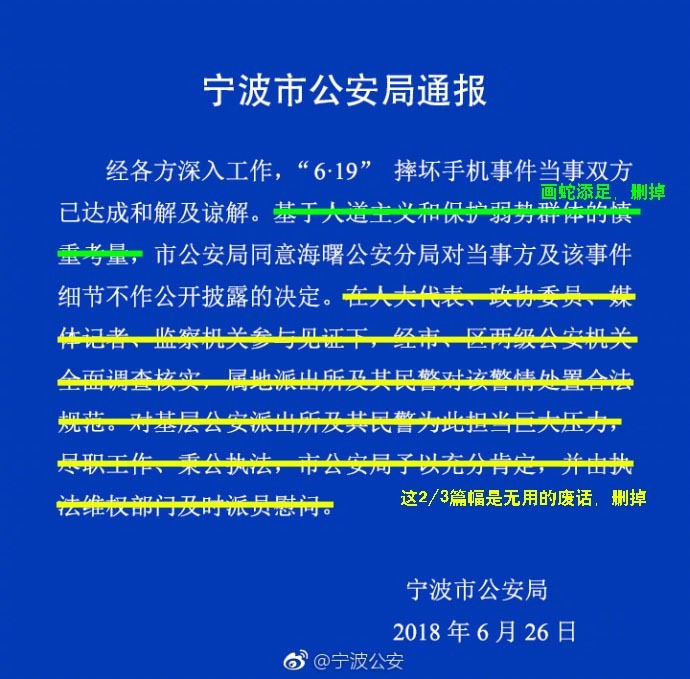 宁波市公安局通报
经各方深入工作，“6·19” 摔坏手机事件当事双方
画蛇添足，删掉
已达成和解及谅解。基于人道主义和保护弱势群体的慎
重考量，市公安局同意海曙公安分局对当事方及该事件
细节不作公开披露的决定。在人大代表、政协委员、媒
体记者、监察机关参与见证下，经市、区两级公安机关
全面调查核实，属地派出所及其民警对该警情处置合法
规范。对基层公安派出所及其民警为此担当巨大压力，
尽职工作、秉公执法，市公安局予以充分肯定，并由执
法维权部门及时派员慰问。
这2/3篇幅是无用的废话，删掉
宁波市公安局
2018 年 6 月 26 日
@宁波公安